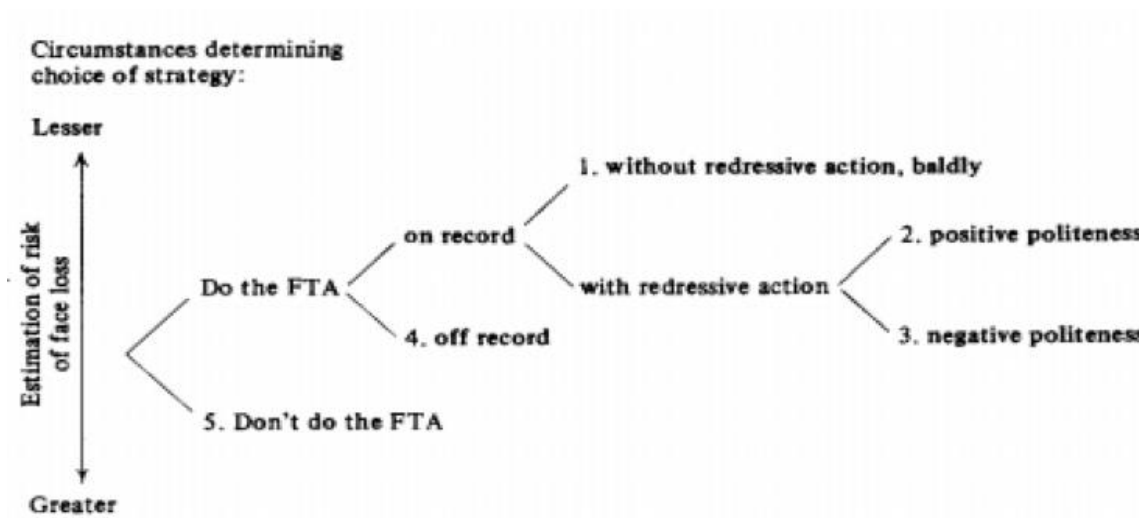 Circumstances determining
choice of strategy:
Lesser
1. without redressive action, baldly
on record
2. positive politeness
Do the FTA
with redressive action
4. off record
3. negative politeness
5. Don't do the FTA
Estimation of risk
of face loss
Greater